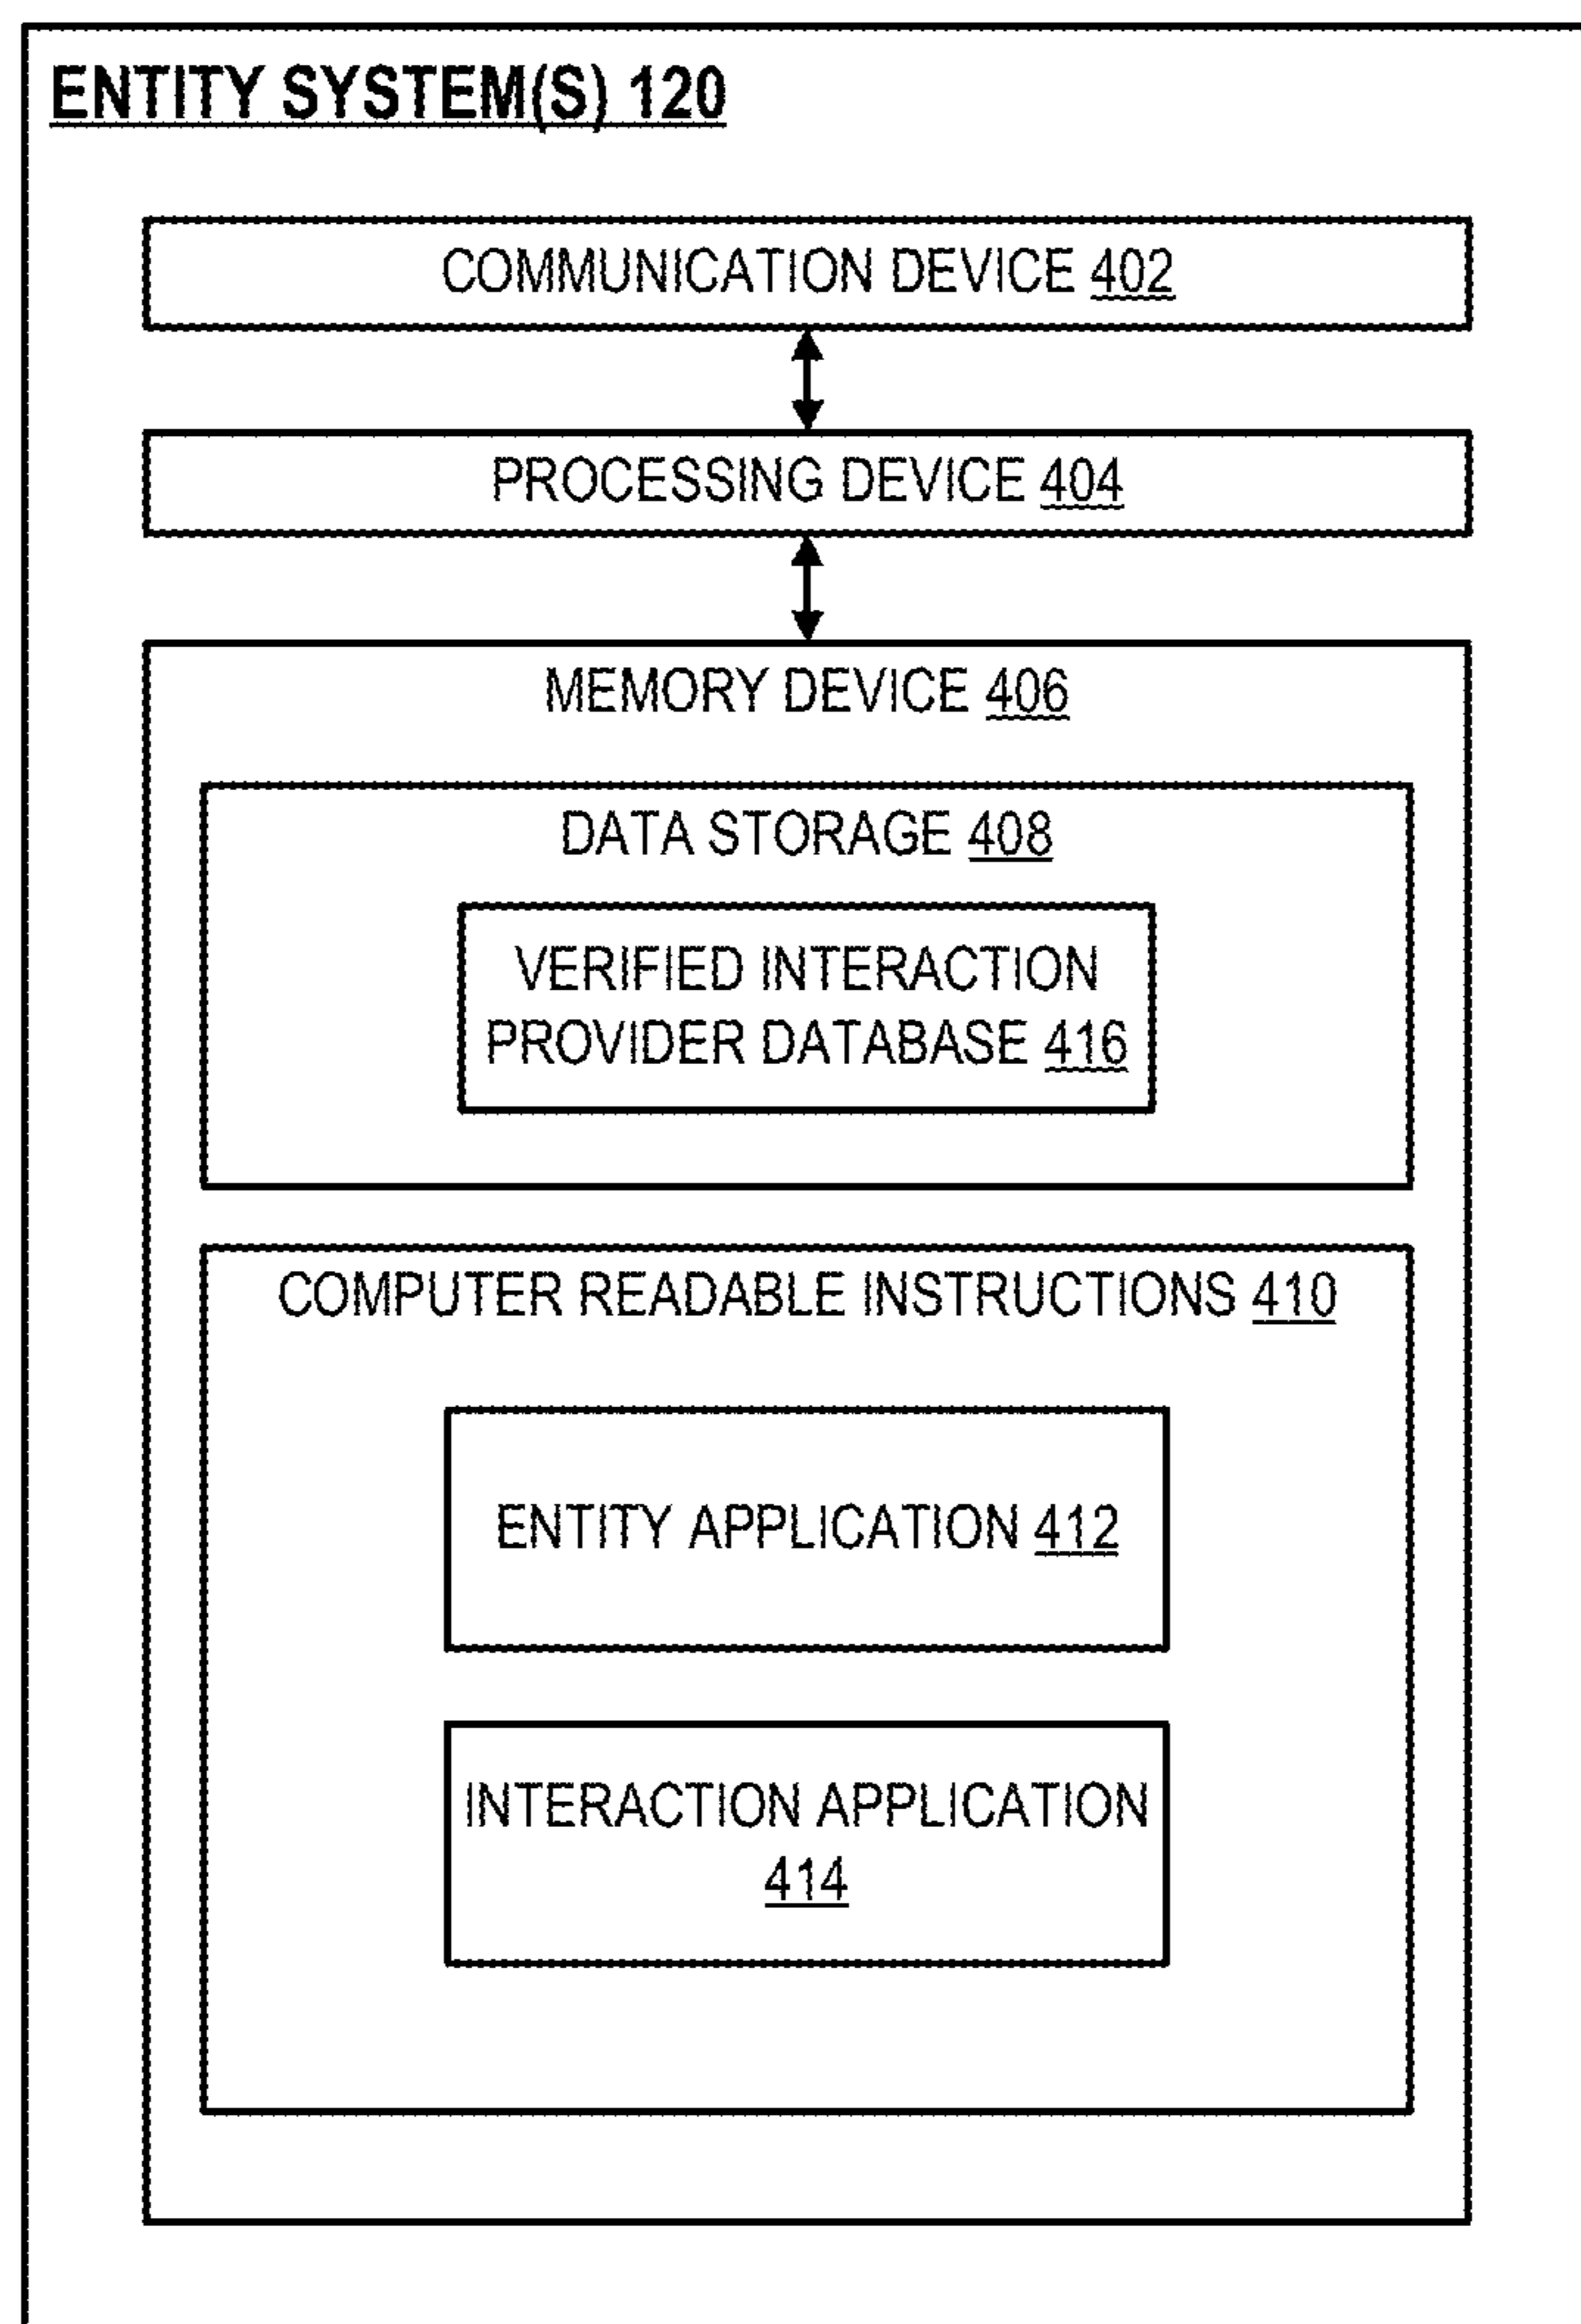 ENTITY SYSTEM(S) 120
COMMUNICATION DEVICE 402
PROCESSING DEVICE 404
MEMORY DEVICE 406
DATA STORAGE 408
VERIFIED INTERACTION
PROVIDER DATABASE 416
COMPUTER READABLE INSTRUCTIONS 410
ENTITY APPLICATION 412
INTERACTION APPLICATION
414